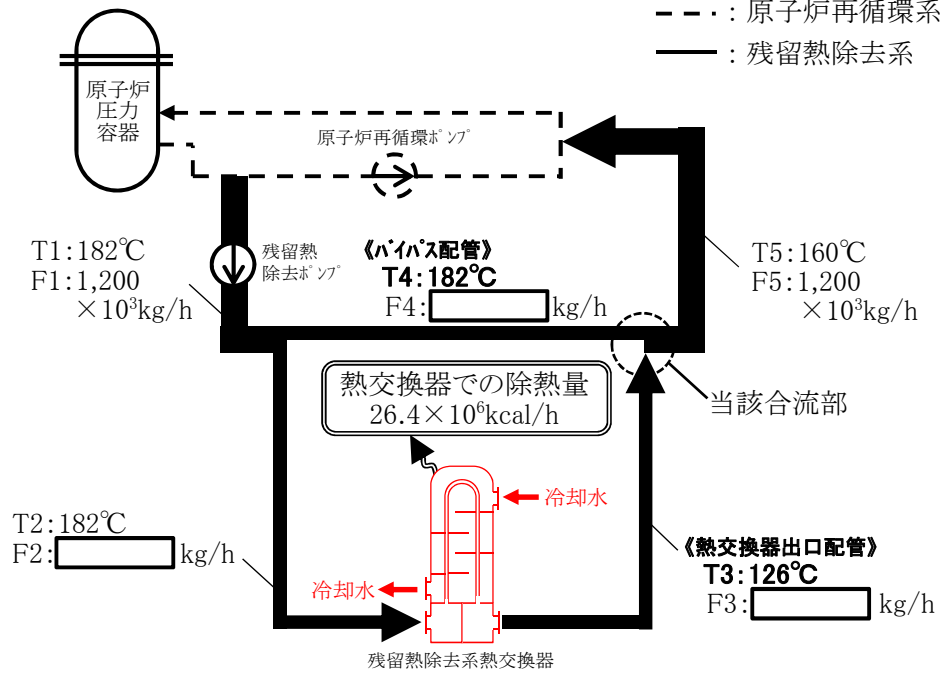 ---:原子炉再循環系
―:残留熱除去系
原子炉
圧力
容器
原子炉再循環ポンプ
T1:182℃
F1:1,200
×10³kg/h
残留熱
除去ポンプ
《バイパス配管》
T4:182℃
F4: kg/h
T5:160℃
F5:1,200
×10³kg/h
熱交換器での除熱量
26.4×10⁶kcal/h
当該合流部
冷却水
T2:182℃
F2: kg/h
冷却水
《熱交換器出口配管》
T3:126℃
F3: kg/h
残留熱除去系熱交換器